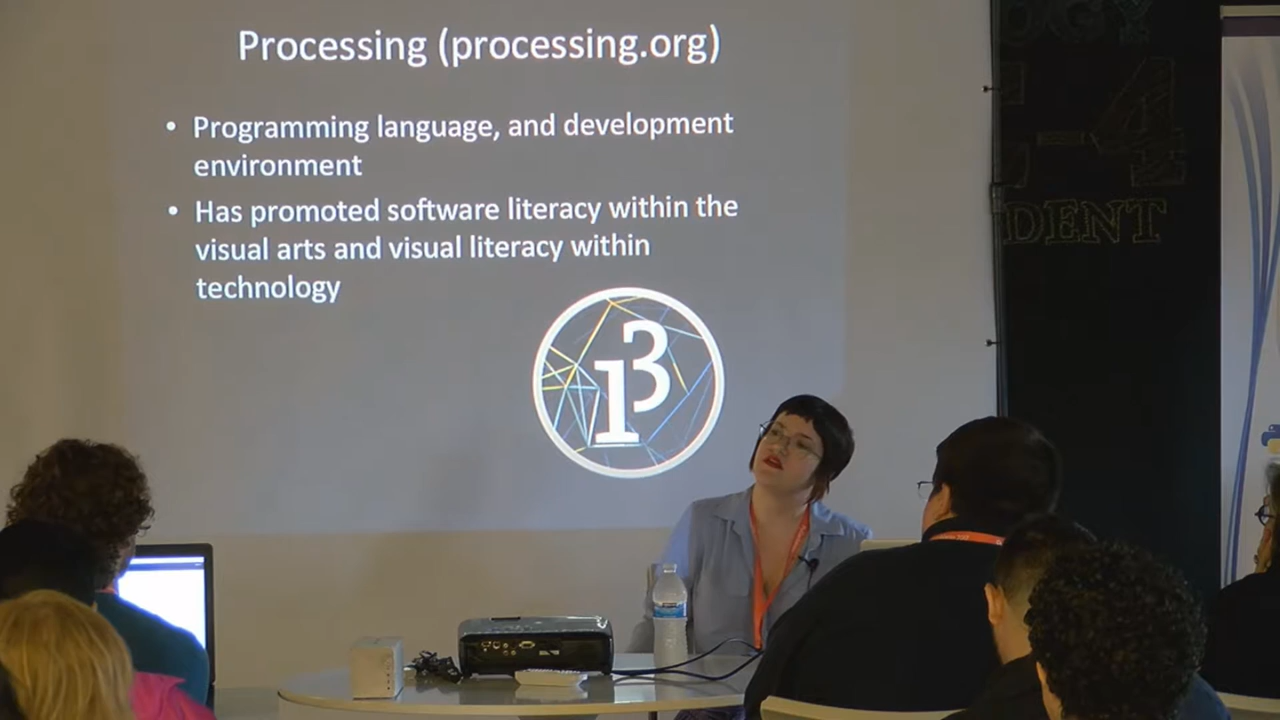 Processing (processing.org)
• Programming language, and development
environment
• Has promoted software literacy within the
visual arts and visual literacy within
technology
13
DENT